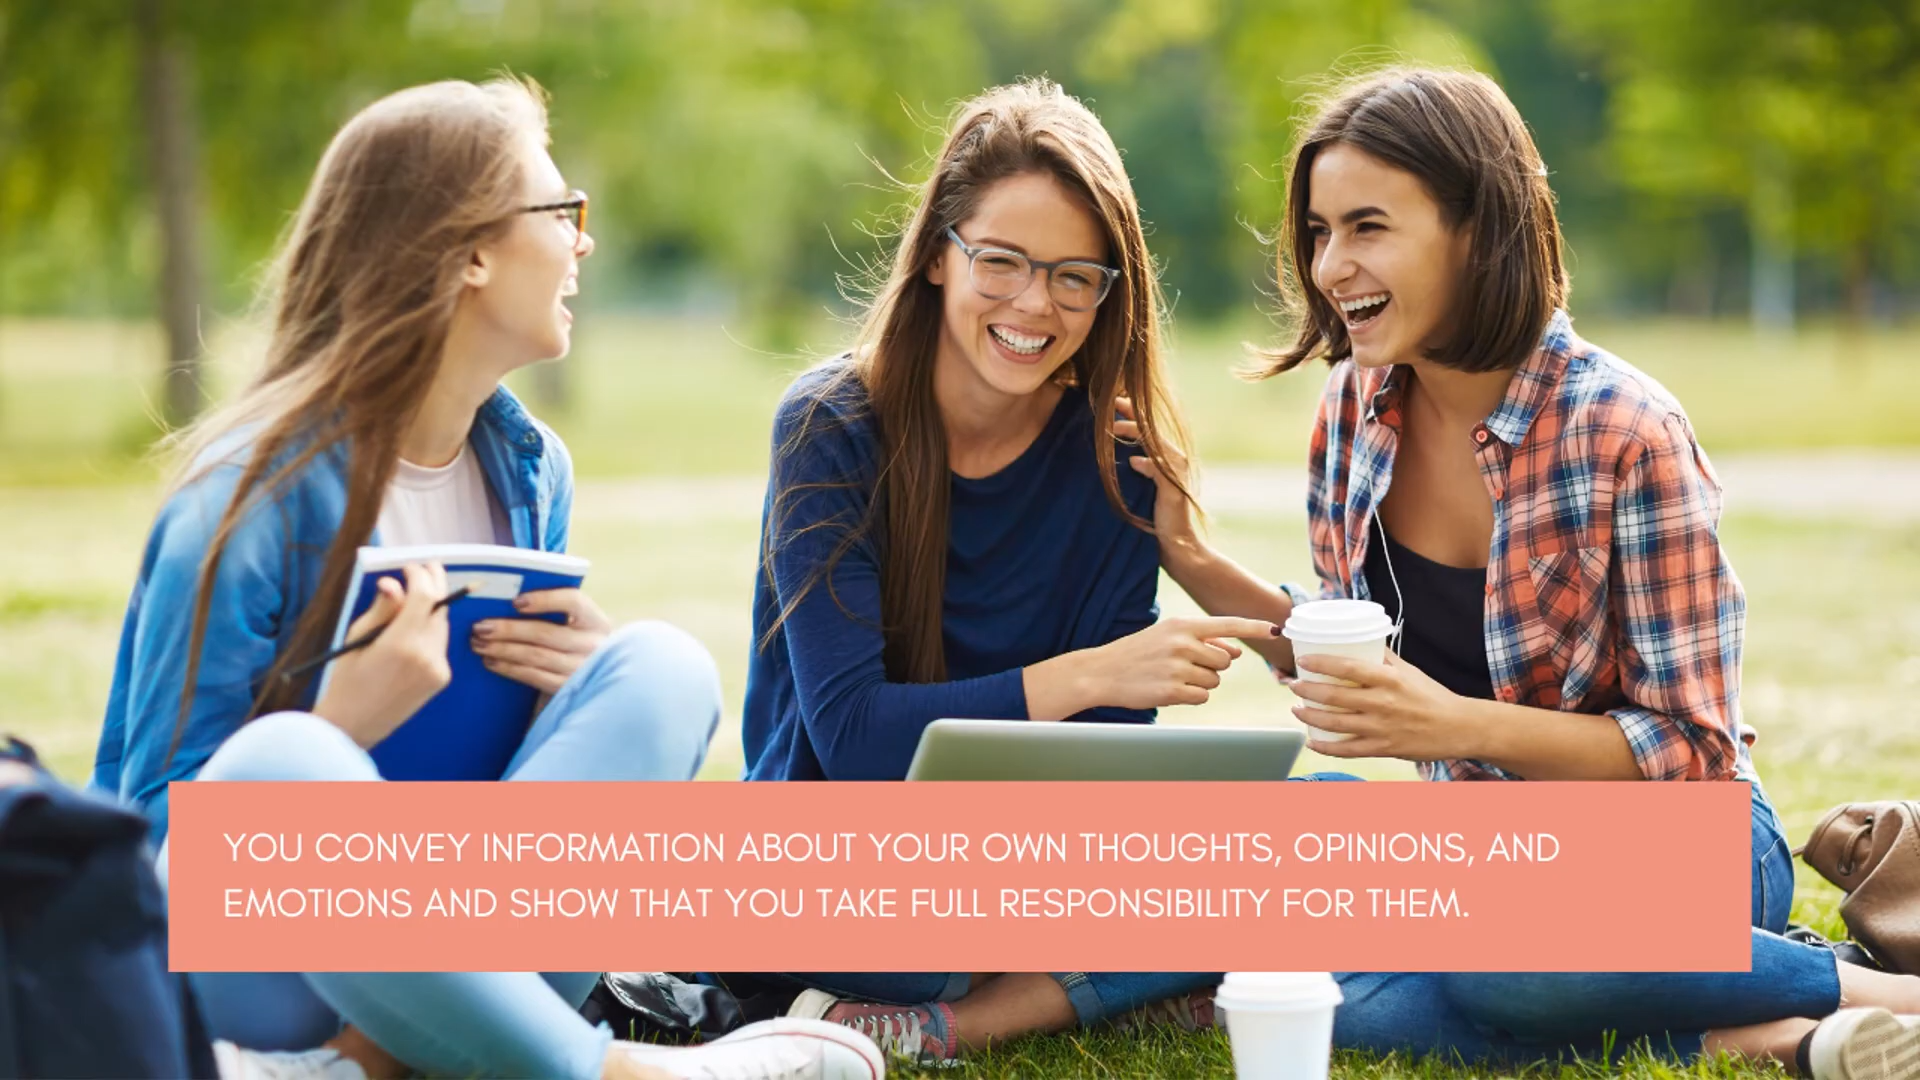 YOU CONVEY INFORMATION ABOUT YOUR OWN THOUGHTS, OPINIONS, AND
EMOTIONS AND SHOW THAT YOU TAKE FULL RESPONSIBILITY FOR THEM.